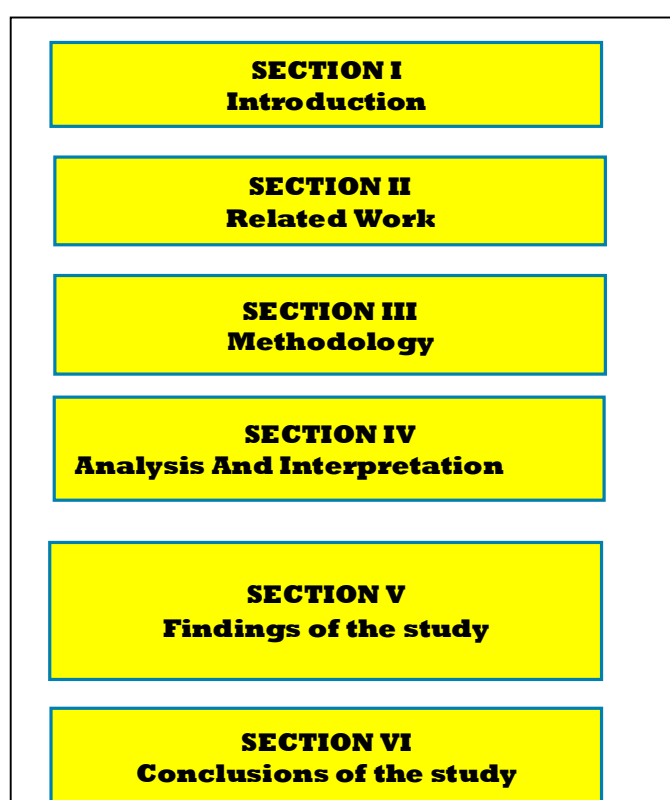 SECTION I
Introduction
SECTION II
Related Work
SECTION III
Methodology
SECTION IV
Analysis And Interpretation
SECTION V
Findings of the study
SECTION VI
Conclusions of the study